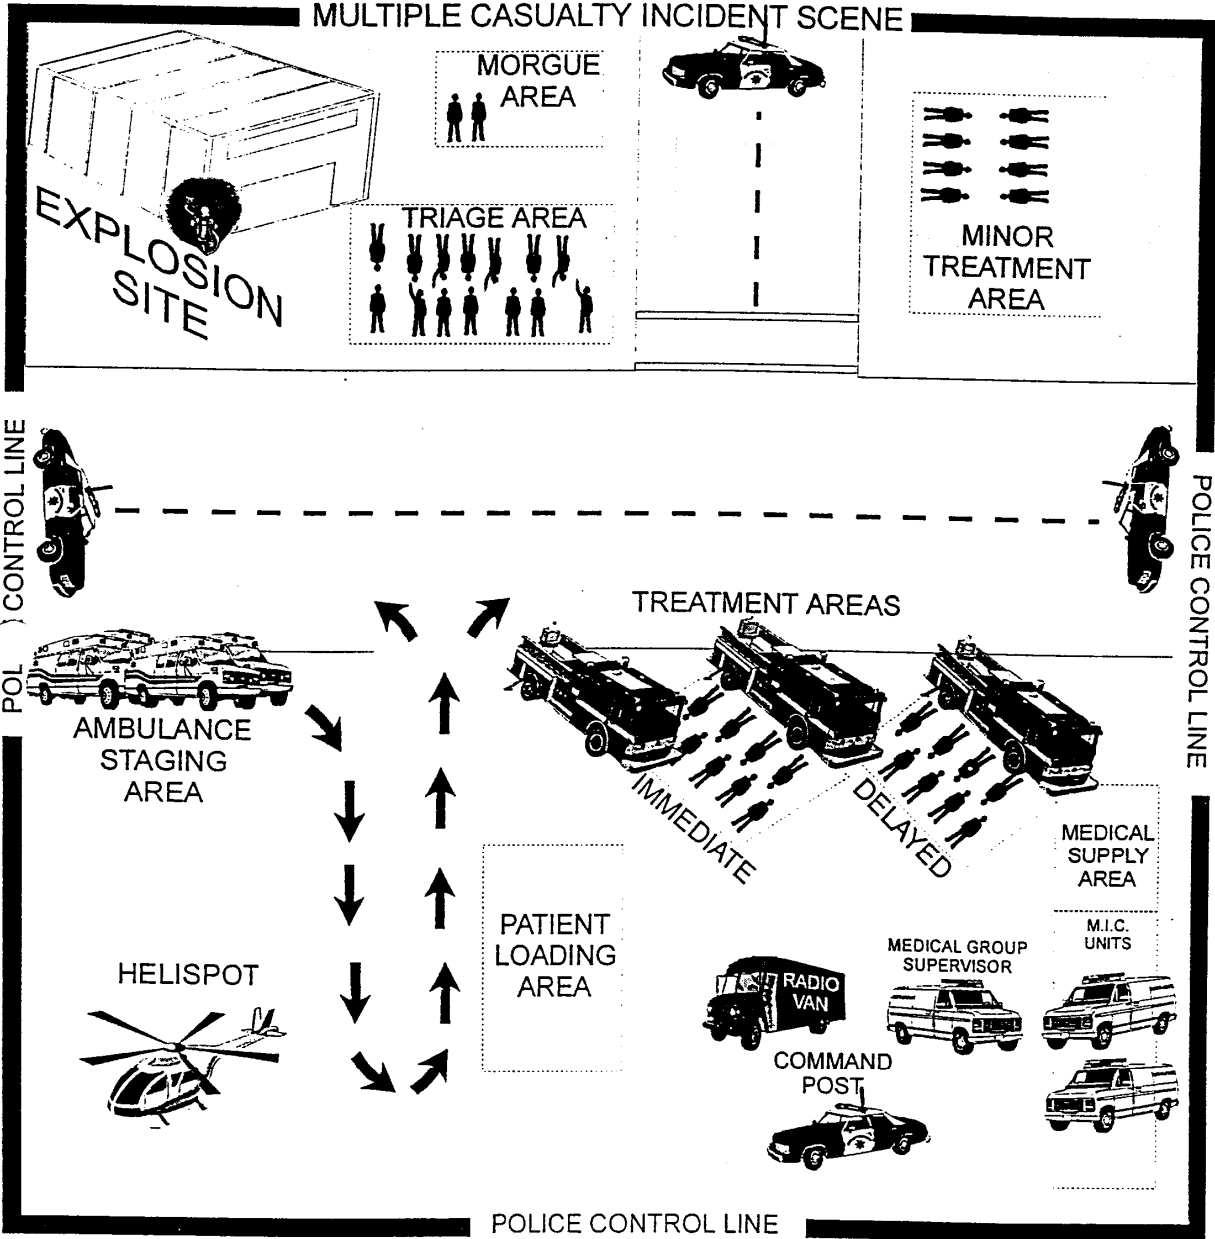 MULTIPLE CASUALTY INCIDENT SCENE
MORGUE
AREA
EXPLOSION
SITE
TRIAGE AREA
MINOR
TREATMENT
AREA
POL
) CONTROL LINE
POLICE CONTROL LINE
TREATMENT AREAS
AMBULANCE
STAGING
AREA
IMMEDIATE
DELAYED
MEDICAL
SUPPLY
AREA
PATIENT
LOADING
AREA
M.I.C.
UNITS
MEDICAL GROUP
SUPERVISOR
HELISPOT
RADIO
VAN
COMMAND
POST
POLICE CONTROL LINE